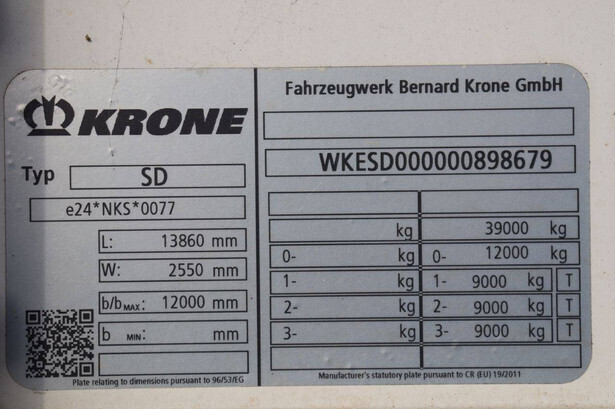 KRONE
Typ SD
e24*NKS*0077
L: 13860 mm
W: 2550 mm
b/b MAX: 12000 mm
b MIN: mm
Plate relating to dimensions pursuant to 96/53/EG
Fahrzeugwerk Bernard Krone GmbH
WKESD000000898679
kg 39000 kg
0- kg 0- 12000 kg
1- kg 1- 9000 kg T
2- kg 2- 9000 kg T
3- kg 3- 9000 kg T
Manufacturer's statutory plate pursuant to CR (EU) 19/2011